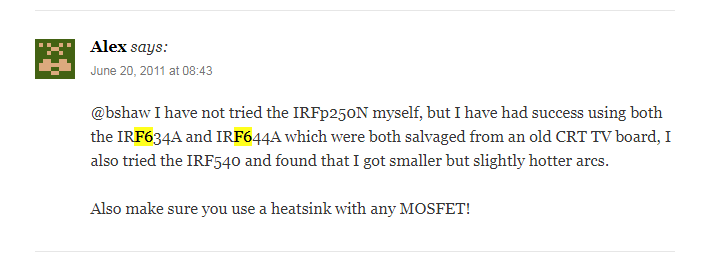 Alex says:
June 20, 2011 at 08:43
@bshaw I have not tried the IRFp250N myself, but I have had success using both
the IRF634A and IRF644A which were both salvaged from an old CRT TV board, I
also tried the IRF540 and found that I got smaller but slightly hotter arcs.
Also make sure you use a heatsink with any MOSFET!